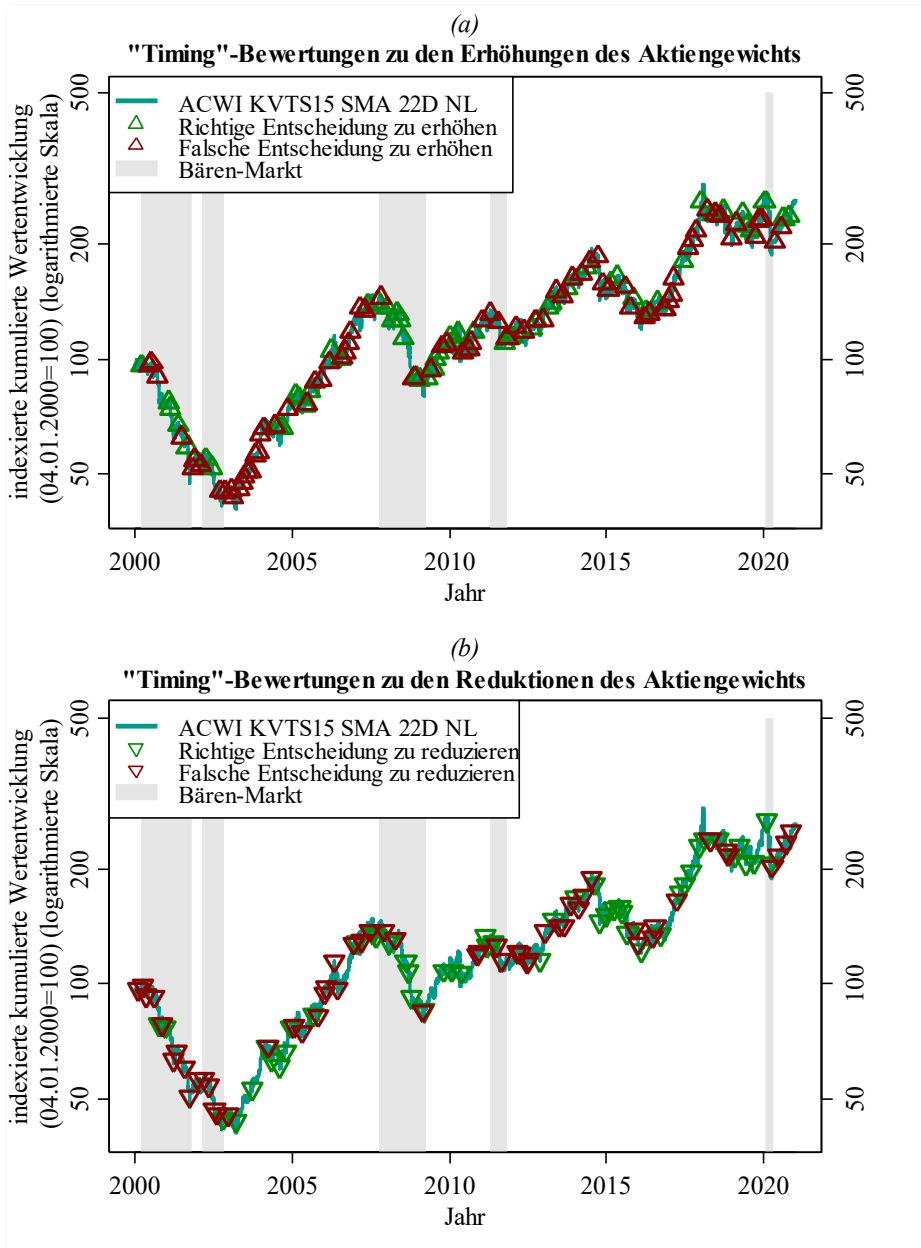 (a)
"Timing"-Bewertungen zu den Erhöhungen des Aktiengewichts
indexierte kumulierte Wertentwicklung
(04.01.2000=100) (logarithmierte Skala)
500
200
100
50
ACWI KVTS15 SMA 22D NL
Richtige Entscheidung zu erhöhen
Falsche Entscheidung zu erhöhen
Bären-Markt
500
200
100
50
2000 2005 2010 2015 2020
Jahr
(b)
"Timing"-Bewertungen zu den Reduktionen des Aktiengewichts
indexierte kumulierte Wertentwicklung
(04.01.2000=100) (logarithmierte Skala)
500
200
100
50
ACWI KVTS15 SMA 22D NL
Richtige Entscheidung zu reduzieren
Falsche Entscheidung zu reduzieren
Bären-Markt
500
200
100
50
2000 2005 2010 2015 2020
Jahr